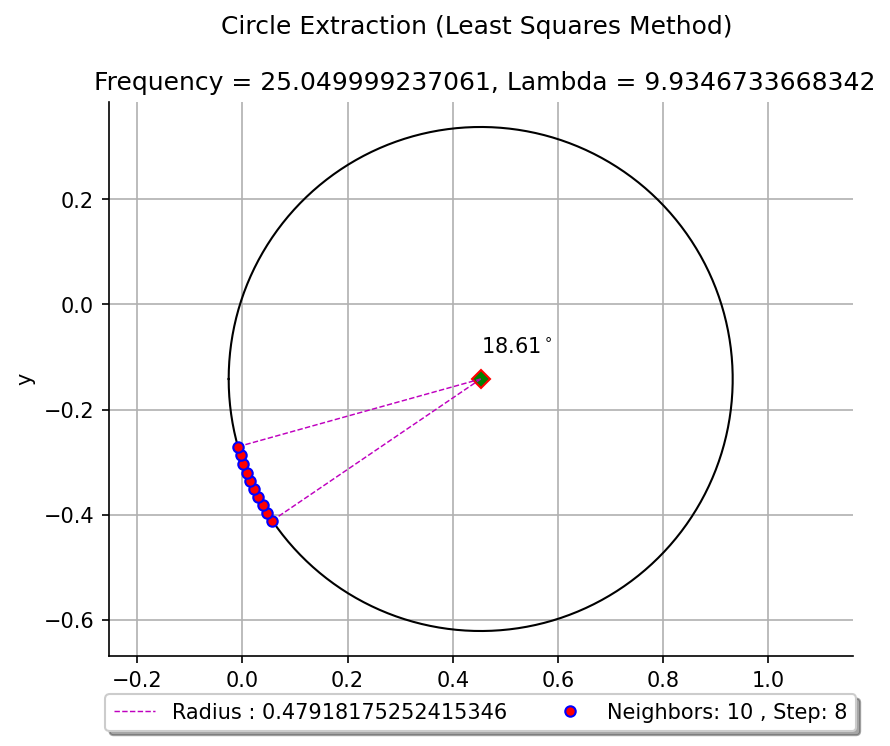 Circle Extraction (Least Squares Method)
Frequency = 25.049999237061, Lambda = 9.9346733668342
y
0.2
0.0
−0.2
−0.4
−0.6
18.61°
−0.2 0.0 0.2 0.4 0.6 0.8 1.0
Radius : 0.47918175252415346 Neighbors: 10 , Step: 8